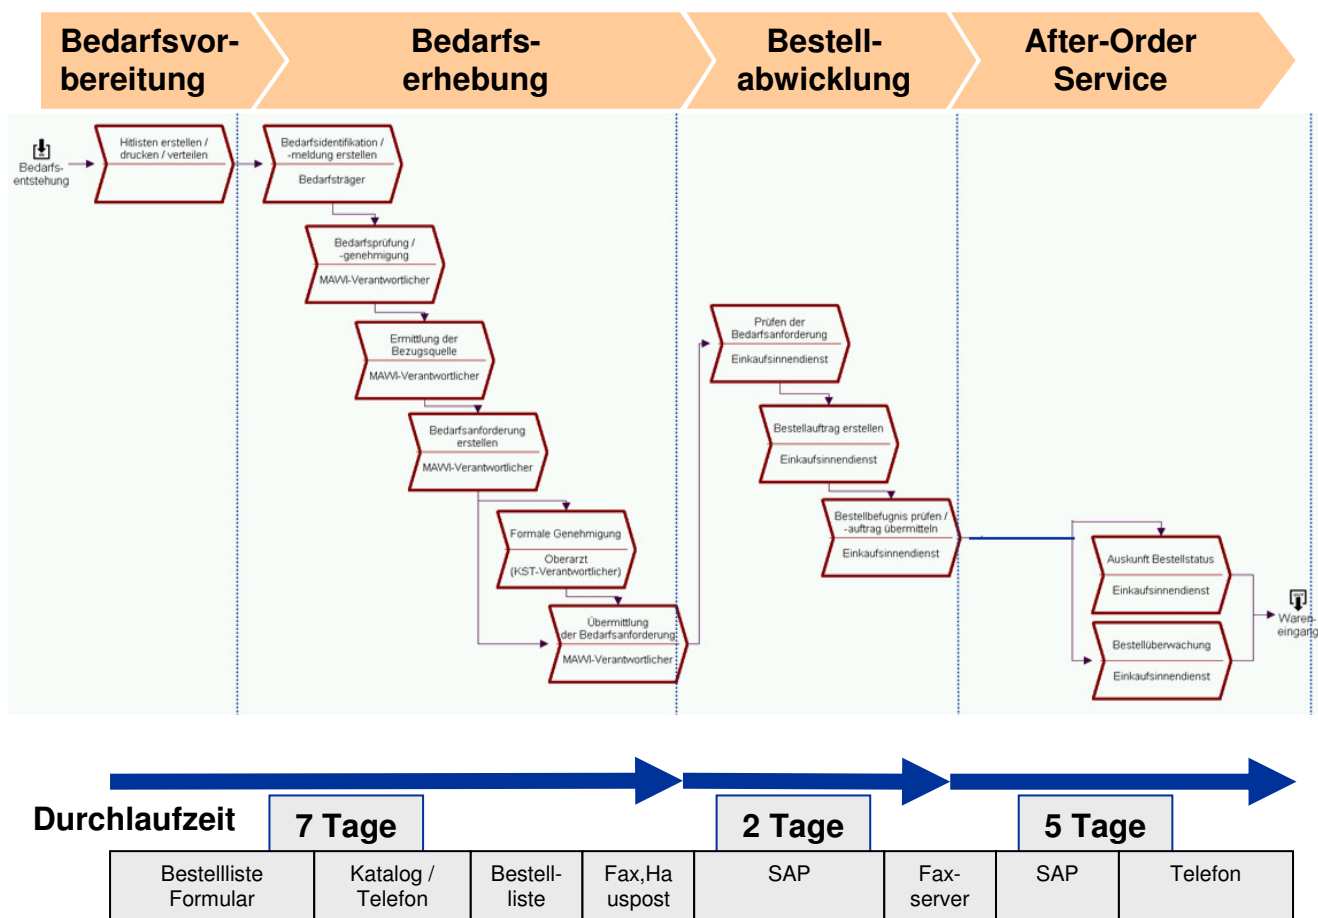 Bedarfsvor-
bereitung
Bedarfs-
erhebung
Bestell-
abwicklung
After-Order
Service
Bedarfs-
entstehung
Hitlisten erstellen /
drucken / verteilen
Bedarfsidentifikation /
-meldung erstellen
Bedarfsträger
Bedarfsprüfung /
-genehmigung
MAWI-Verantwortlicher
Ermittlung der
Bezugsquelle
MAWI-Verantwortlicher
Bedarfsanforderung
erstellen
MAWI-Verantwortlicher
Formale Genehmigung
Oberarzt
(KST-Verantwortlicher)
Übermittlung
der Bedarfsanforderung
MAWI-Verantwortlicher
Prüfen der
Bedarfsanforderung
Einkaufsinnendienst
Bestellauftrag erstellen
Einkaufsinnendienst
Bestellbefugnis prüfen /
-auftrag übermitteln
Einkaufsinnendienst
Auskunft Bestellstatus
Einkaufsinnendienst
Bestellüberwachung
Einkaufsinnendienst
Waren-
eingang
Durchlaufzeit
7 Tage
2 Tage
5 Tage
Bestellliste
Formular
Katalog /
Telefon
Bestell-
liste
Fax,Ha
uspost
SAP
Fax-
server
SAP
Telefon